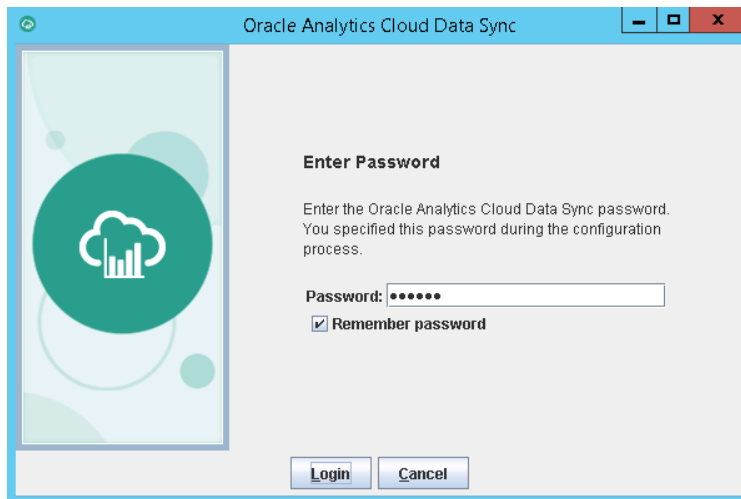 Oracle Analytics Cloud Data Sync
Enter Password
Enter the Oracle Analytics Cloud Data Sync password.
You specified this password during the configuration
process.
Password: ••••••
Remember password
Login Cancel